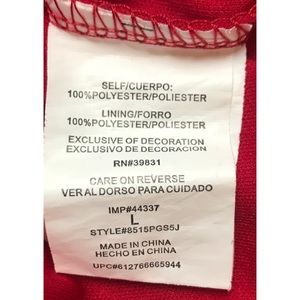 SELF/CUERPO:
100%POLYESTER/POLIESTER
LINING/FORRO
100%POLYESTER/POLIESTER
EXCLUSIVE OF DECORATION
EXCLUSIVO DE DECORACIÓN
RN#39831
CARE ON REVERSE
VER AL DORSO PARA CUIDADO
IMP#44337
L
STYLE#8515PGS5J
MADE IN CHINA
HECHO EN CHINA
UPC#612766665944